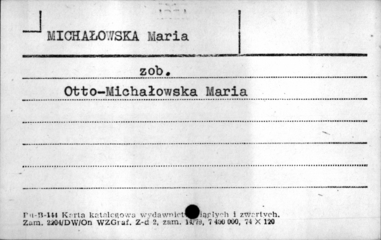 MICHAŁOWSKA Maria
zob.
Otto-Michałowska Maria
Pu-B-144 Karta katalogowa wydawnictw ciągłych i zwartych.
Zam. 2204/DW/On WZGraf. Z-d 2, zam. 14/78, 7 400 000, 74 X 120